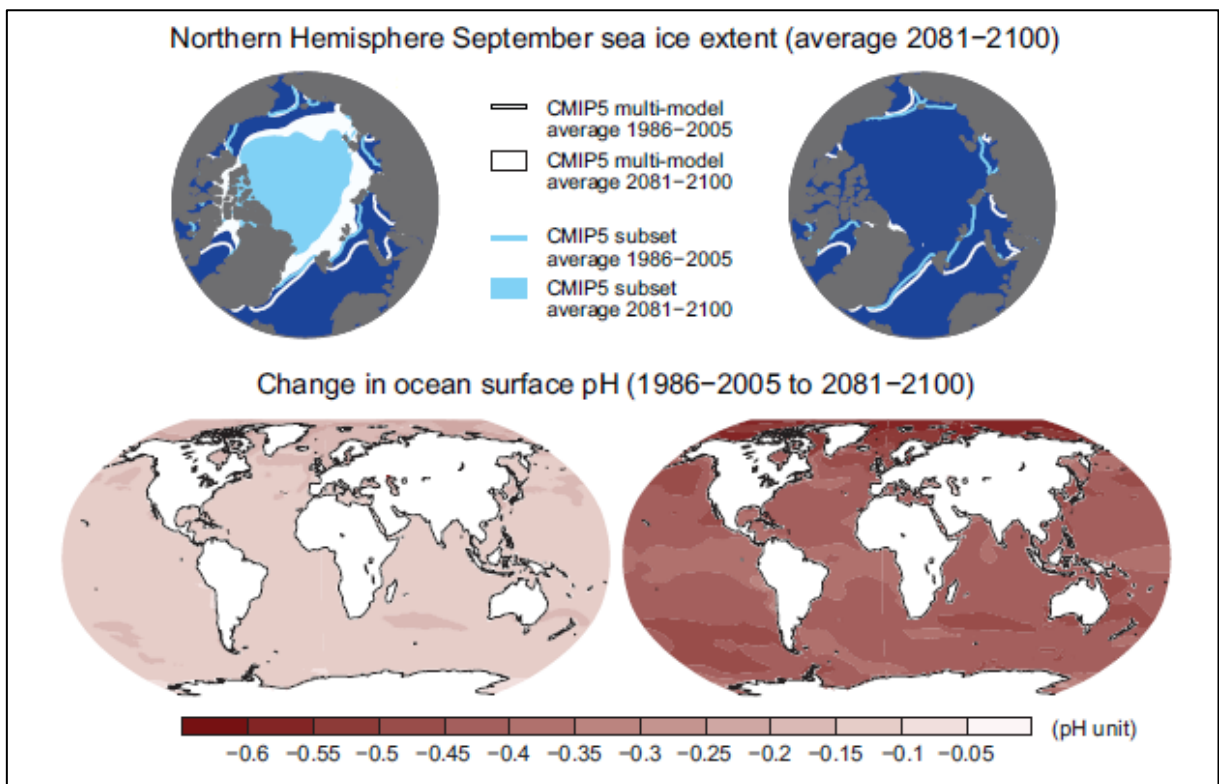 Northern Hemisphere September sea ice extent (average 2081−2100)
CMIP5 multi-model
average 1986−2005
CMIP5 multi-model
average 2081−2100
CMIP5 subset
average 1986−2005
CMIP5 subset
average 2081−2100
Change in ocean surface pH (1986−2005 to 2081−2100)
(pH unit)
−0.6 −0.55 −0.5 −0.45 −0.4 −0.35 −0.3 −0.25 −0.2 −0.15 −0.1 −0.05